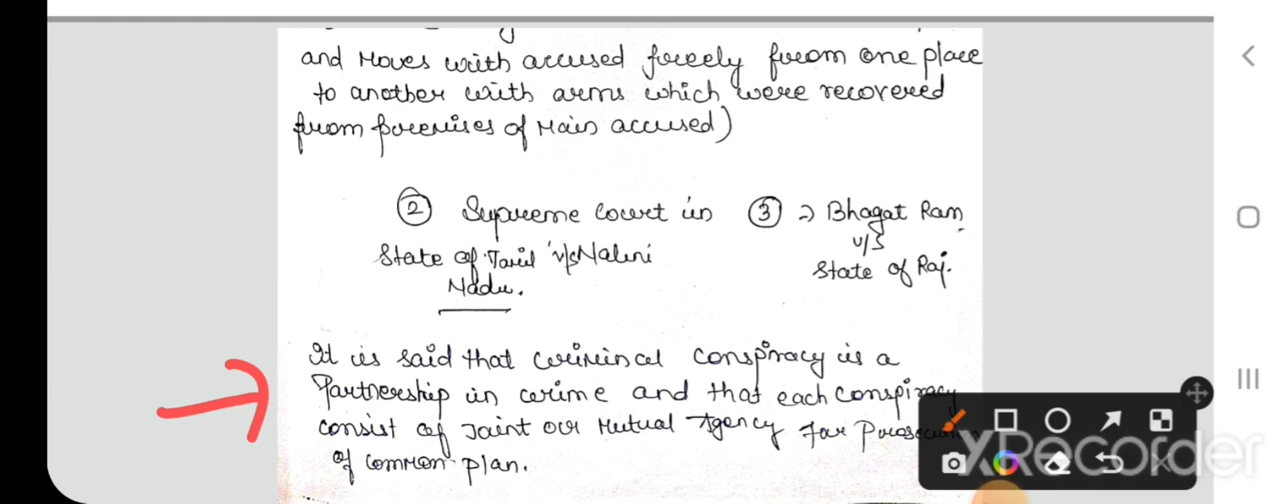 and moves with accused freely from one place
to another with arms which were recovered
from premises of main accused)
② Supreme Court in
State of Tamil v/s Nalini
Nadu.
③ ⇒ Bhagat Ram
v/s
State of Raj.
It is said that criminal conspiracy is a
Partnership in crime and that each conspiracy
consist of Joint or Mutual Agency for
of common plan.
XRecorder